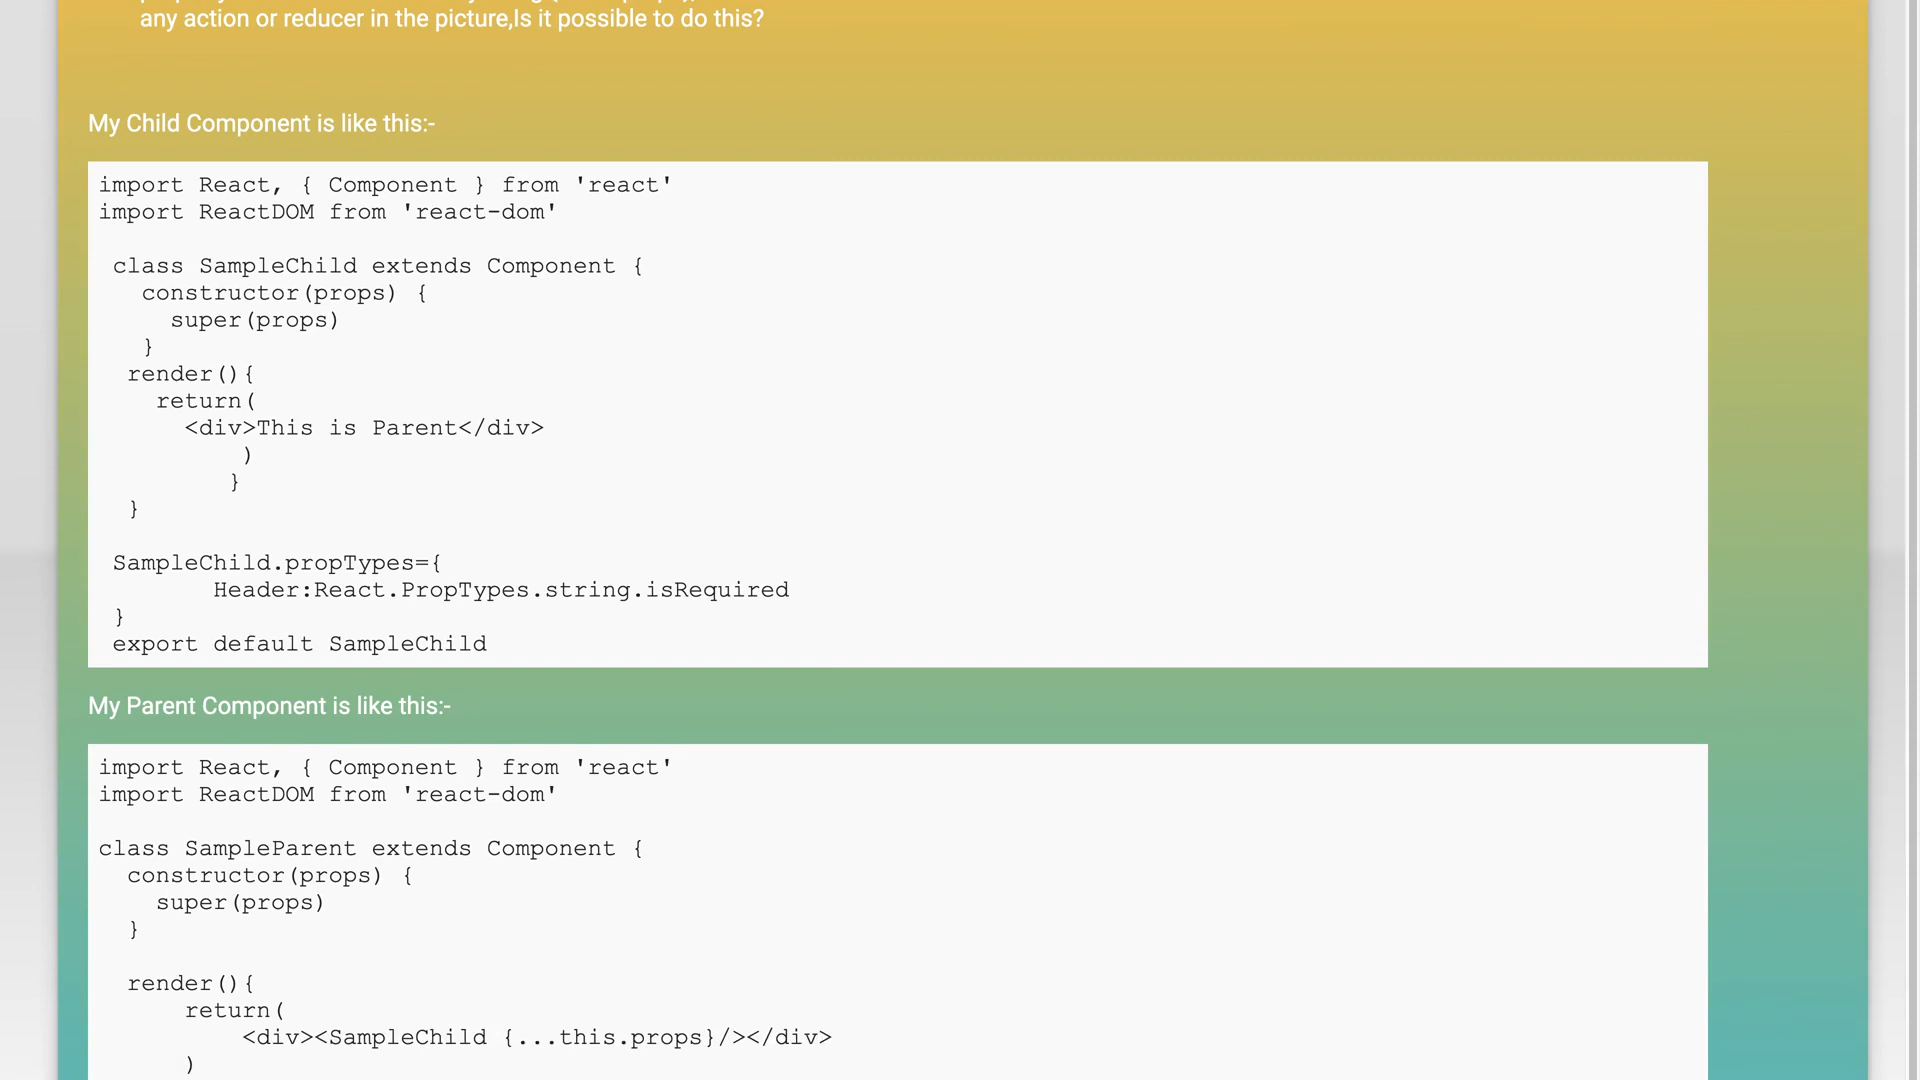 any action or reducer in the picture,Is it possible to do this?
My Child Component is like this:-
import React, { Component } from 'react'
import ReactDOM from 'react-dom'
class SampleChild extends Component {
constructor(props) {
super(props)
}
render(){
return(
<div>This is Parent</div>
)
}
}
SampleChild.propTypes={
Header:React.PropTypes.string.isRequired
}
export default SampleChild
My Parent Component is like this:-
import React, { Component } from 'react'
import ReactDOM from 'react-dom'
class SampleParent extends Component {
constructor(props) {
super(props)
}
render(){
return(
<div><SampleChild {...this.props}/></div>
)